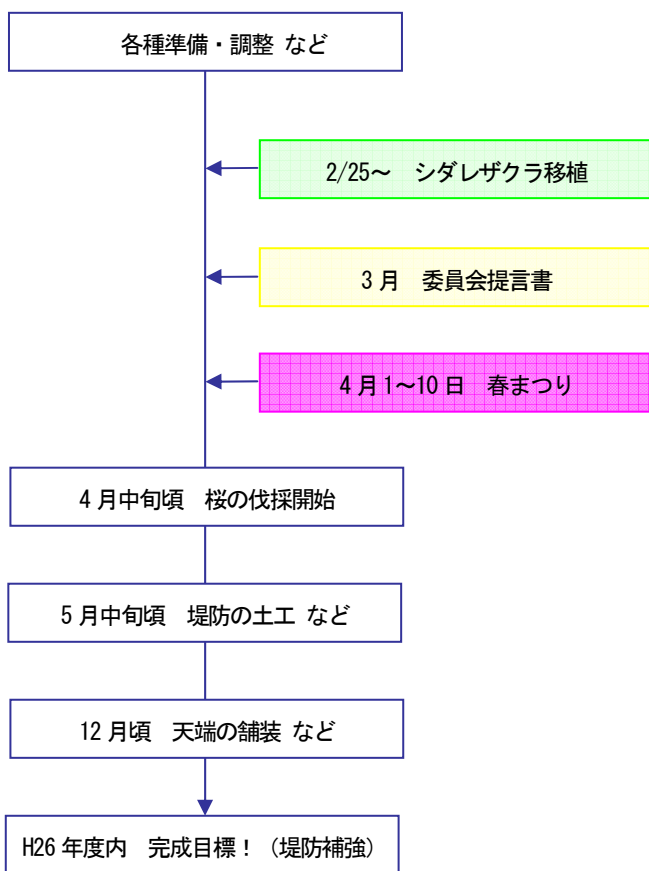 各種準備・調整 など
2/25～ シダレザクラ移植
3月 委員会提言書
4月1～10日 春まつり
4月中旬頃 桜の伐採開始
5月中旬頃 堤防の土工 など
12月頃 天端の舗装 など
H26年度内 完成目標！（堤防補強）